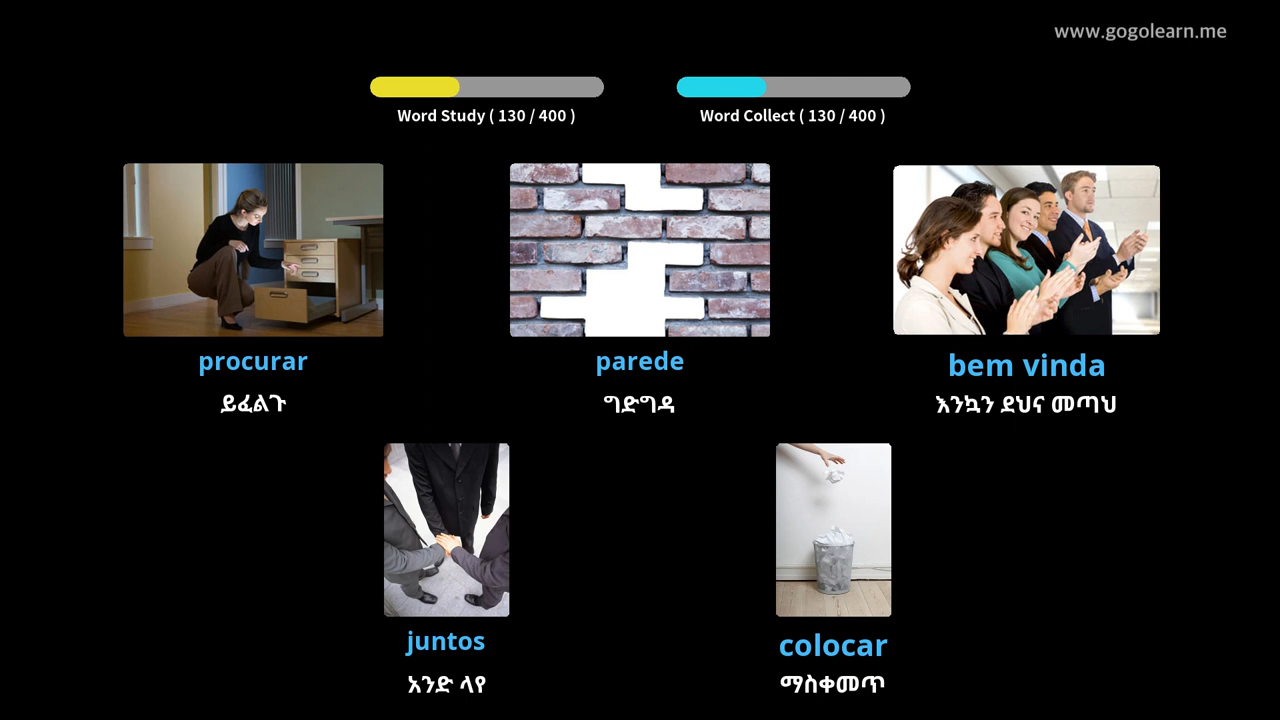 www.gogolearn.me
Word Study ( 130 / 400 )
Word Collect ( 130 / 400 )
procurar
parede
bem vinda
ይፈልጉ
ግድግዳ
እንኳን ደህና መጣህ
juntos
colocar
አንድ ላየ
ማስቀመጥ